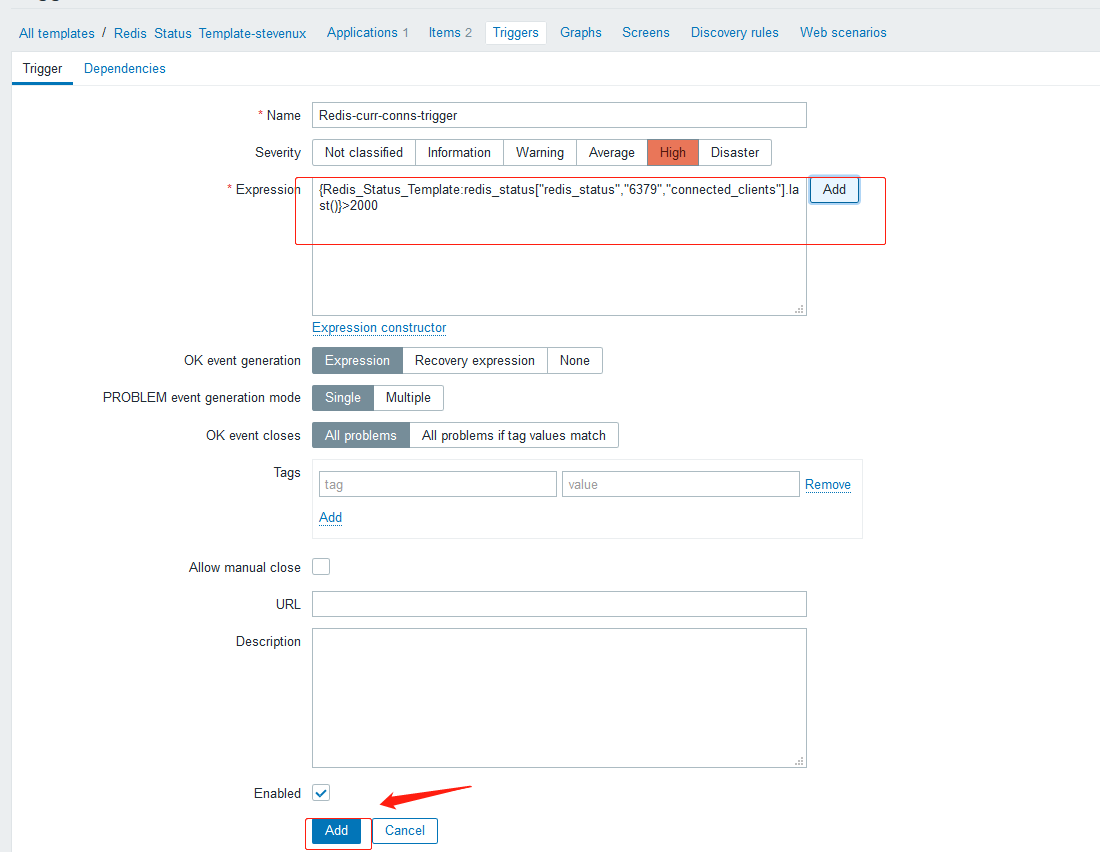 All templates / Redis Status Template-stevenux Applications 1 Items 2 Triggers Graphs Screens Discovery rules Web scenarios
Trigger Dependencies
* Name Redis-curr-conns-trigger
Severity Not classified Information Warning Average High Disaster
* Expression {Redis_Status_Template:redis_status["redis_status","6379","connected_clients"].la Add
st()}>2000
Expression constructor
OK event generation Expression Recovery expression None
PROBLEM event generation mode Single Multiple
OK event closes All problems All problems if tag values match
Tags tag value Remove
Add
Allow manual close
URL
Description
Enabled
Add Cancel